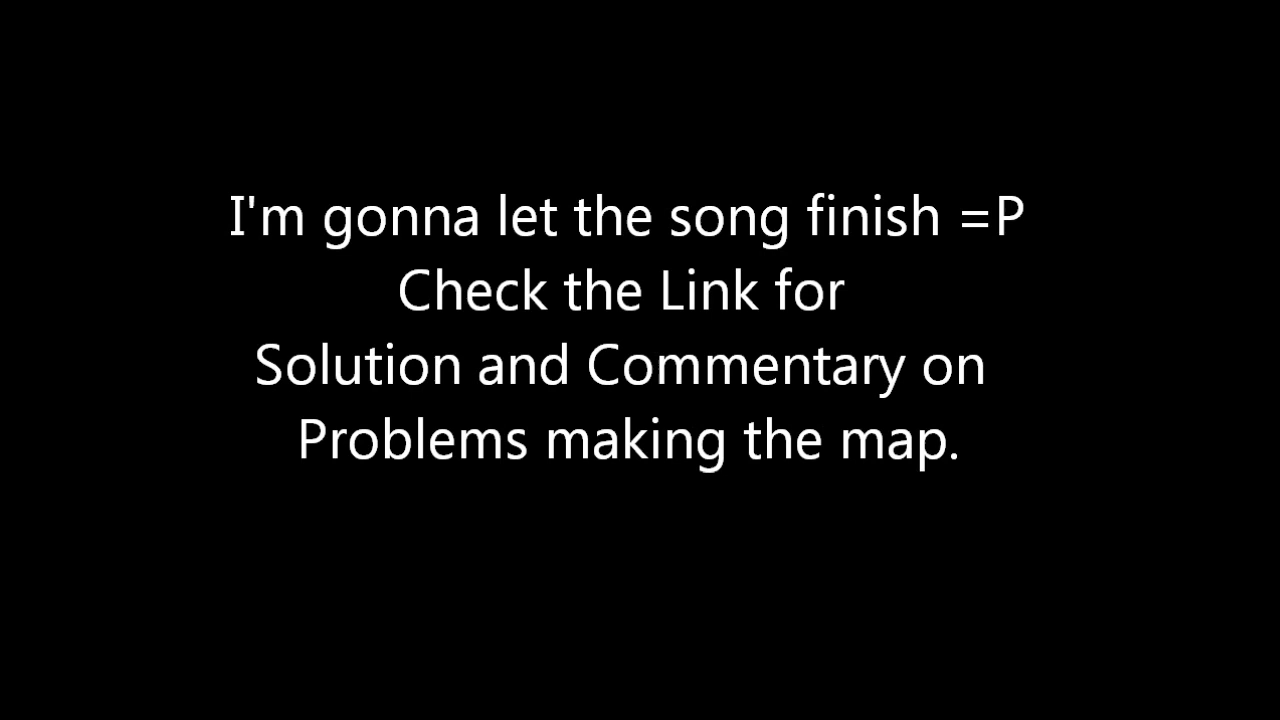 I'm gonna let the song finish =P
Check the Link for
Solution and Commentary on
Problems making the map.